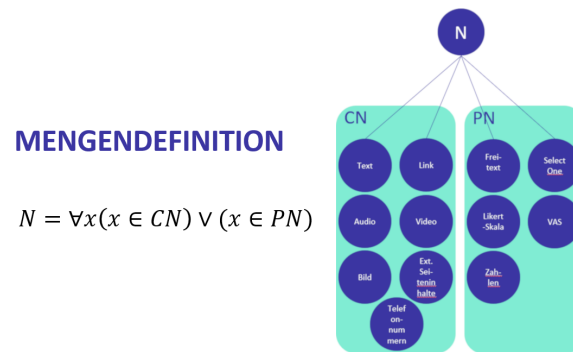 N
CN
PN
MENGENDEFINITION
Text
Link
Frei-
text
Select
One
N = ∀x(x ∈ CN) ∨ (x ∈ PN)
Audio
Video
Likert
-Skala
VAS
Bild
Ext.
Sei-
tenin
halte
Zah-
len
Telef
on-
num
mern